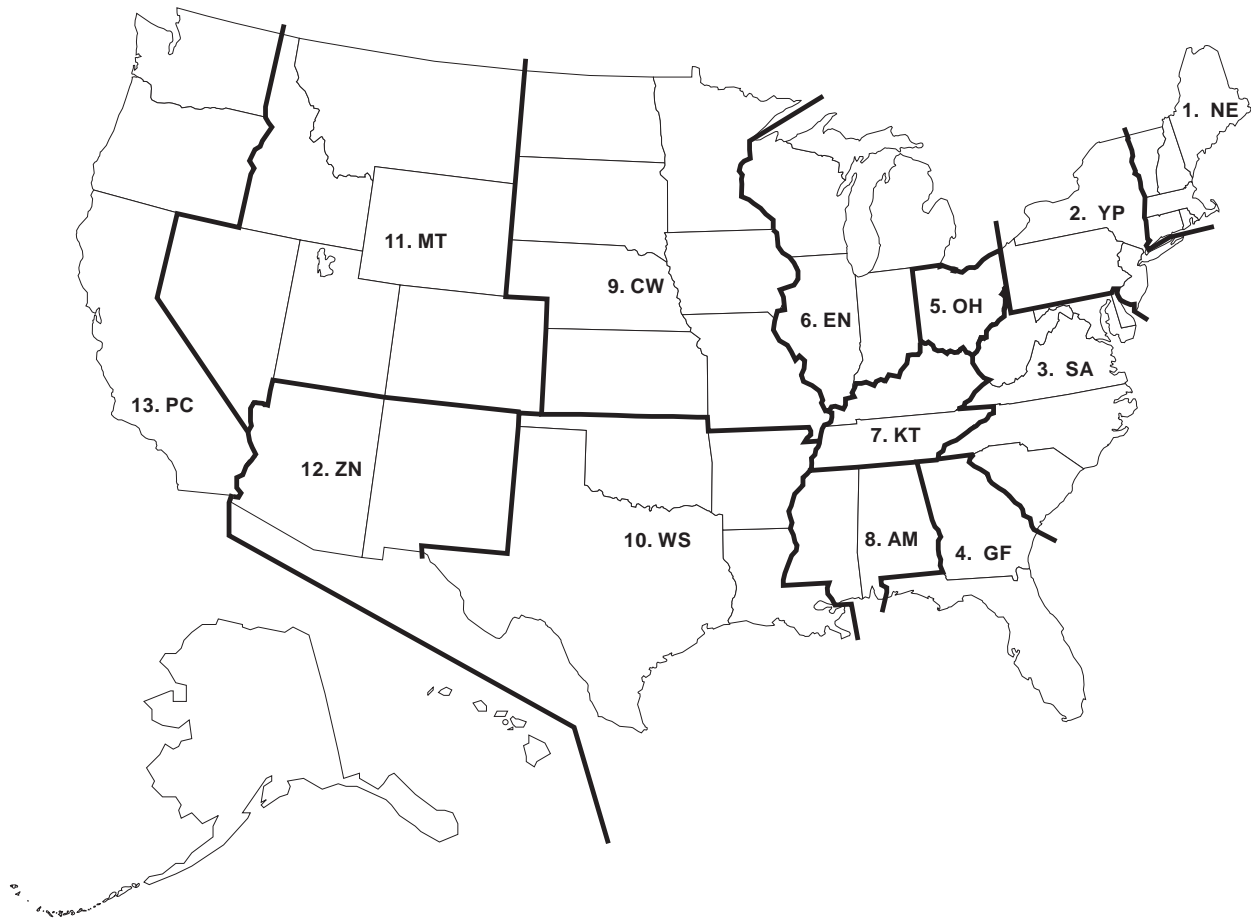 1. NE
2. YP
11. MT
9. CW
5. OH
6. EN
3. SA
13. PC
7. KT
12. ZN
10. WS
8. AM
4. GF